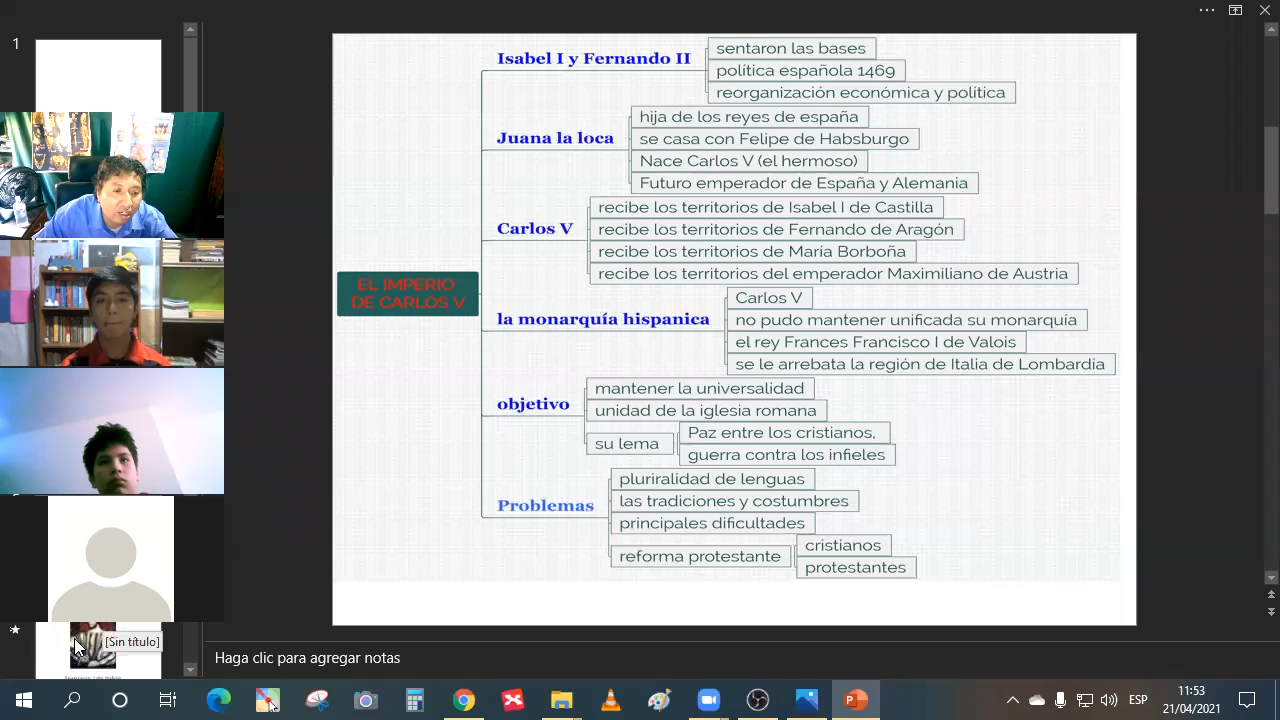 1
EL IMPERIO
DE CARLOS V
Isabel I y Fernando II
sentaron las bases
política española 1469
reorganización económica y política
Juana la loca
hija de los reyes de españa
se casa con Felipe de Habsburgo
Nace Carlos V (el hermoso)
Futuro emperador de España y Alemania
Carlos V
recibe los territorios de Isabel I de Castilla
recibe los territorios de Fernando de Aragón
recibe los territorios de María Borboña
recibe los territorios del emperador Maximiliano de Austria
la monarquía hispanica
Carlos V
no pudo mantener unificada su monarquía
el rey Frances Francisco I de Valois
se le arrebata la región de Italia de Lombardía
objetivo
mantener la universalidad
unidad de la iglesia romana
su lema
Paz entre los cristianos,
guerra contra los infieles
Problemas
pluriralidad de lenguas
las tradiciones y costumbres
principales dificultades
reforma protestante
cristianos
protestantes
[Sin título]
Haga clic para agregar notas
ESP
11:53
21/04/2021